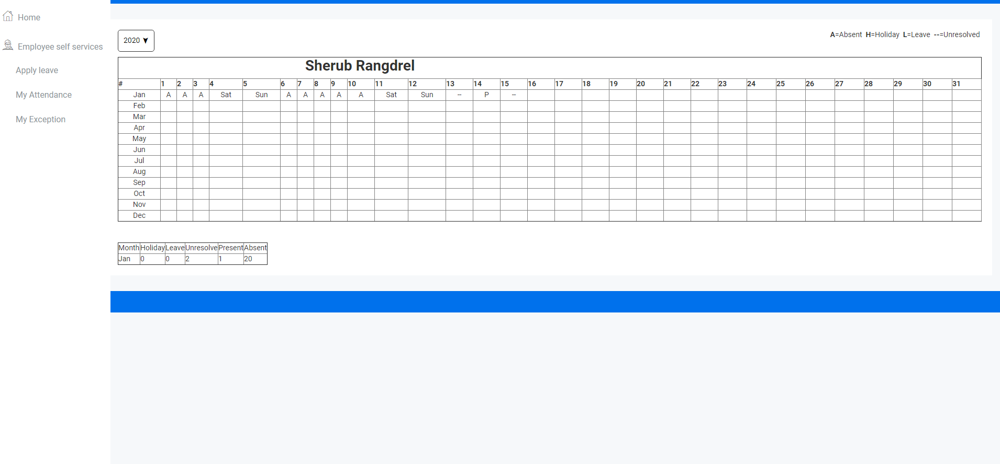 Home
Employee self services
Apply leave
My Attendance
My Exception
2020
A=Absent H=Holiday L=Leave --=Unresolved
Sherub Rangdrel
# 1 2 3 4 5 6 7 8 9 10 11 12 13 14 15 16 17 18 19 20 21 22 23 24 25 26 27 28 29 30 31
Jan A A A Sat Sun A A A A A Sat Sun -- P --
Feb
Mar
Apr
May
Jun
Jul
Aug
Sep
Oct
Nov
Dec
Month Holiday Leave Unresolve Present Absent
Jan 0 0 2 1 20